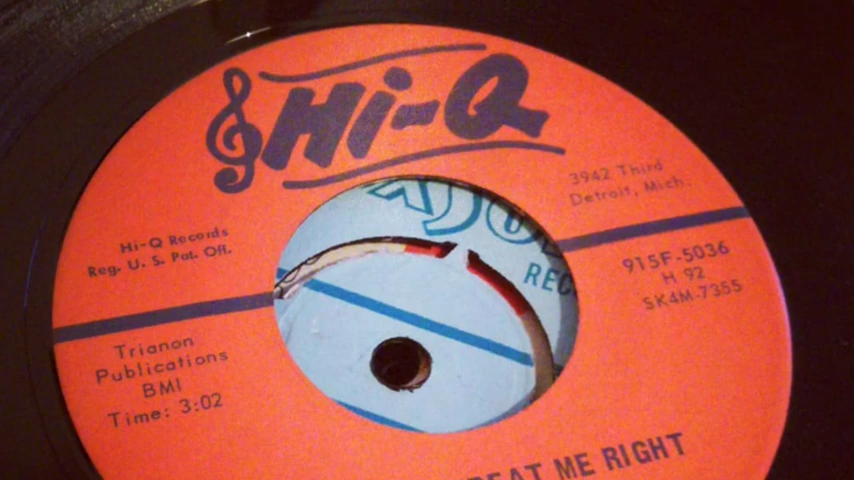 Hi-Q
3942 Third
Detroit, Mich.
Hi-Q Records
Reg. U. S. Pat. Off.
915F-5036
H 92
SK4M-7355
Trianon
Publications
BMI
Time: 3:02
REC
ME RIGHT